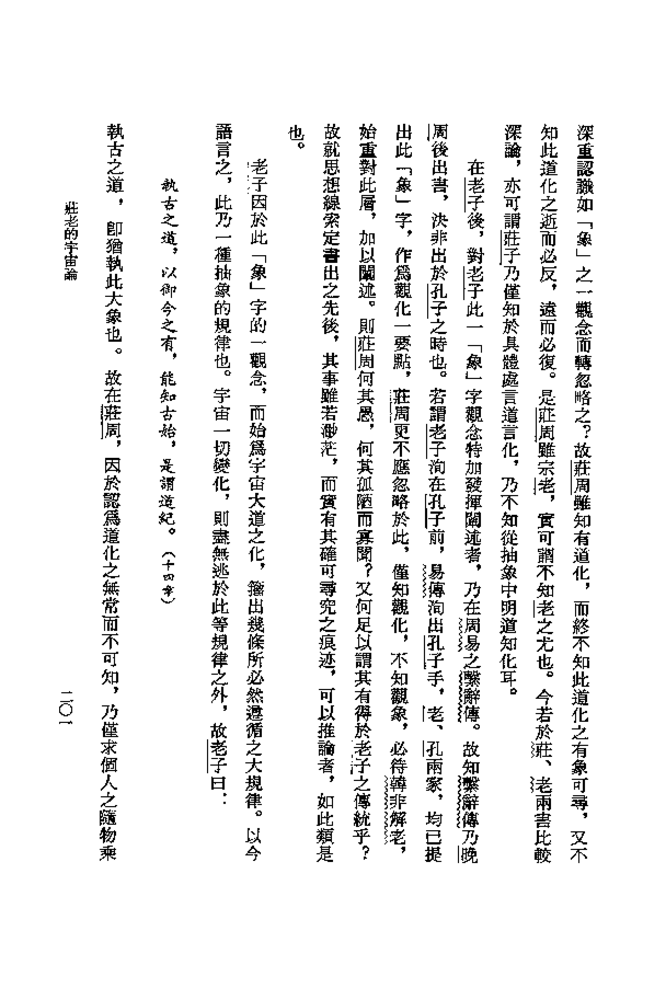 深重認識如「象」之一觀念而轉忽略之？故莊周雖知有道化，而終不知此道化之有象可尋，又不
知此道化之逝而必反，遠而必復。是莊周雖宗老，實可謂不知老之尤也。今若於莊、老兩書比較
深論，亦可謂莊子乃僅知於具體處言道言化，乃不知從抽象中明道知化耳。
在老子後，對老子此一「象」字觀念特加發揮闡述者，乃在周易之繫辭傳。故知繫辭傳乃晚
周後出書，決非出於孔子之時也。若謂老子洵在孔子前，易傳洵出孔子手，老、孔兩家，均已提
出此「象」字，作為觀化一要點，莊周更不應忽略於此，僅知觀化，不知觀象，必待韓非解老，
始重對此層，加以闡述。則莊周何其愚，何其孤陋而寡聞？又何足以謂其有得於老子之傳統乎？
故就思想線索定書出之先後，其事雖若渺茫，而實有其確可尋究之痕迹，可以推論者，如此類是
也。
老子因於此「象」字的一觀念，而始為宇宙大道之化，籀出幾條所必然遵循之大規律。以今
語言之，此乃一種抽象的規律也。宇宙一切變化，則盡無逃於此等規律之外，故老子曰：
執古之道，以御今之有，能知古始，是謂道紀。（十四章）
執古之道，卽猶執此大象也。故在莊周，因於認為道化之無常而不可知，乃僅求個人之隨物乘
莊老的宇宙論
二〇一